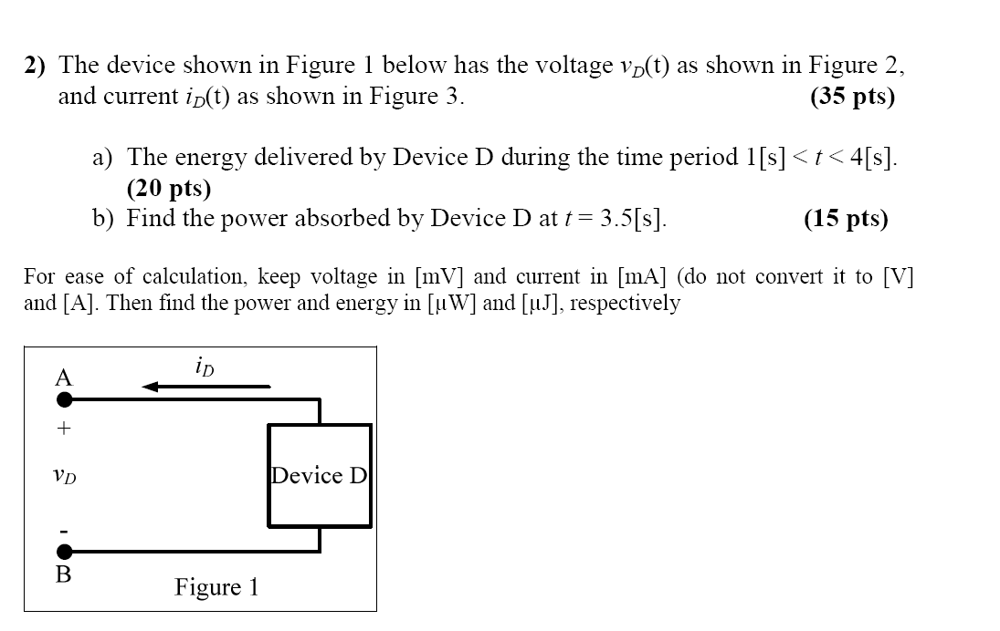 2) The device shown in Figure 1 below has the voltage vD(t) as shown in Figure 2,
and current iD(t) as shown in Figure 3. (35 pts)
a) The energy delivered by Device D during the time period 1[s] < t < 4[s].
(20 pts)
b) Find the power absorbed by Device D at t = 3.5[s]. (15 pts)
For ease of calculation, keep voltage in [mV] and current in [mA] (do not convert it to [V]
and [A]. Then find the power and energy in [μW] and [μJ], respectively
iD
A
+
vD
Device D
-
B
Figure 1